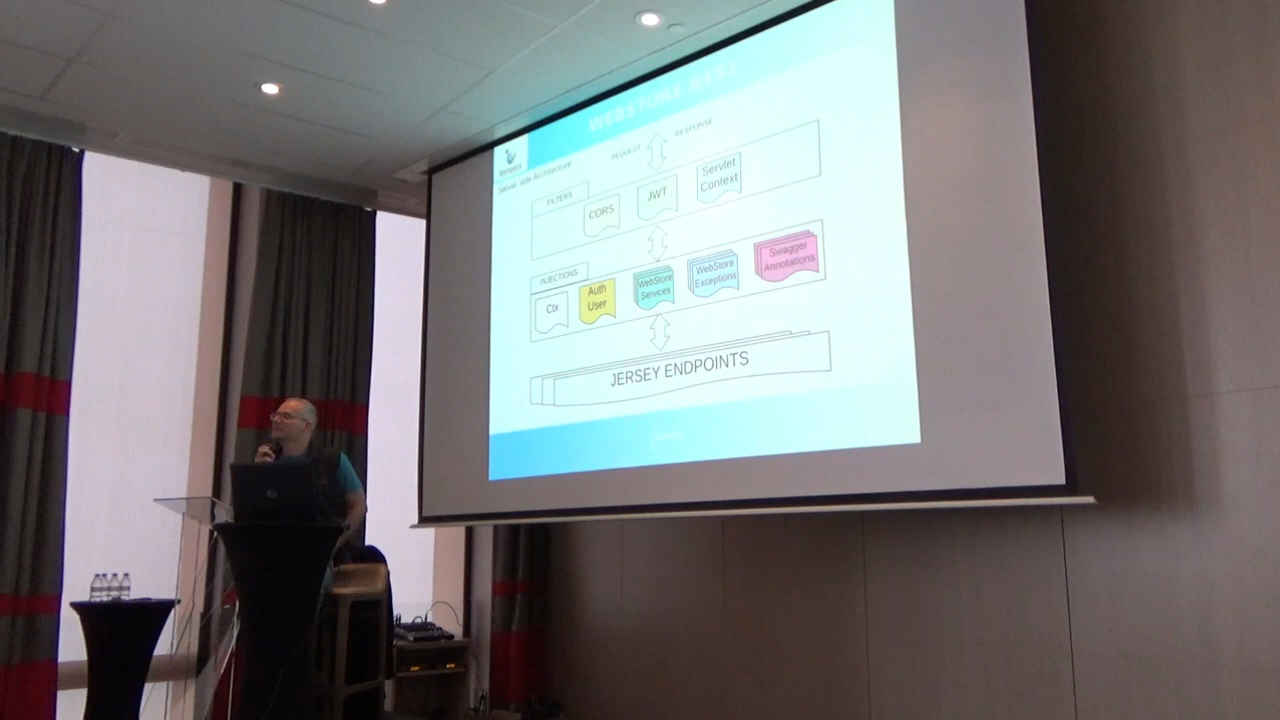 WEBSTORE REST
Server side Architecture
REQUEST
RESPONSE
FILTERS
CORS
JWT
Servlet
Context
INJECTIONS
Ctx
Auth
User
WebStore
Services
WebStore
Exceptions
Swagger
Annotations
JERSEY ENDPOINTS